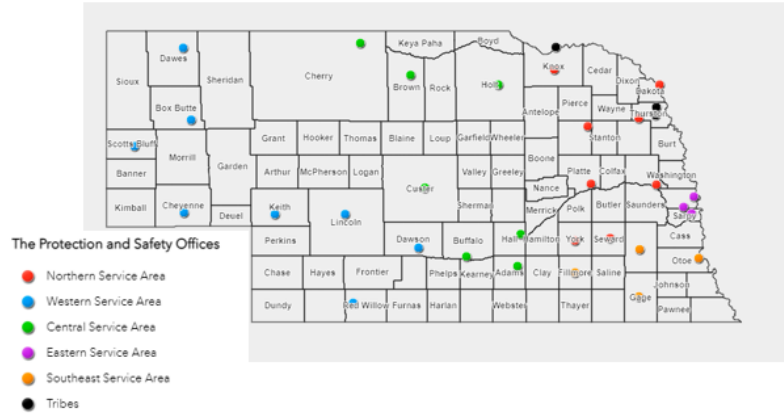 Keya Paha Boyd
Dawes Knox Cedar
Sioux Sheridan Cherry Dixon
Brown Rock Holt Dakota
Box Butte Antelope Pierce Wayne Thurston
Scotts Bluff Grant Hooker Thomas Blaine Loup Garfield Wheeler Stanton Burt
Morrill Boone
Banner Garden Arthur McPherson Logan Valley Greeley Platte Colfax Washington
Custer Nance
Kimball Cheyenne Deuel Keith Lincoln Sherman Merrick Polk Butler Saunders Sarpy
Perkins Dawson Buffalo Hall Hamilton York Seward Cass
Otoe
Chase Hayes Frontier Phelps Kearney Adams Clay Fillmore Saline
Johnson
Dundy Red Willow Furnas Harlan Webster Thayer Gage Pawnee
The Protection and Safety Offices
Northern Service Area
Western Service Area
Central Service Area
Eastern Service Area
Southeast Service Area
Tribes